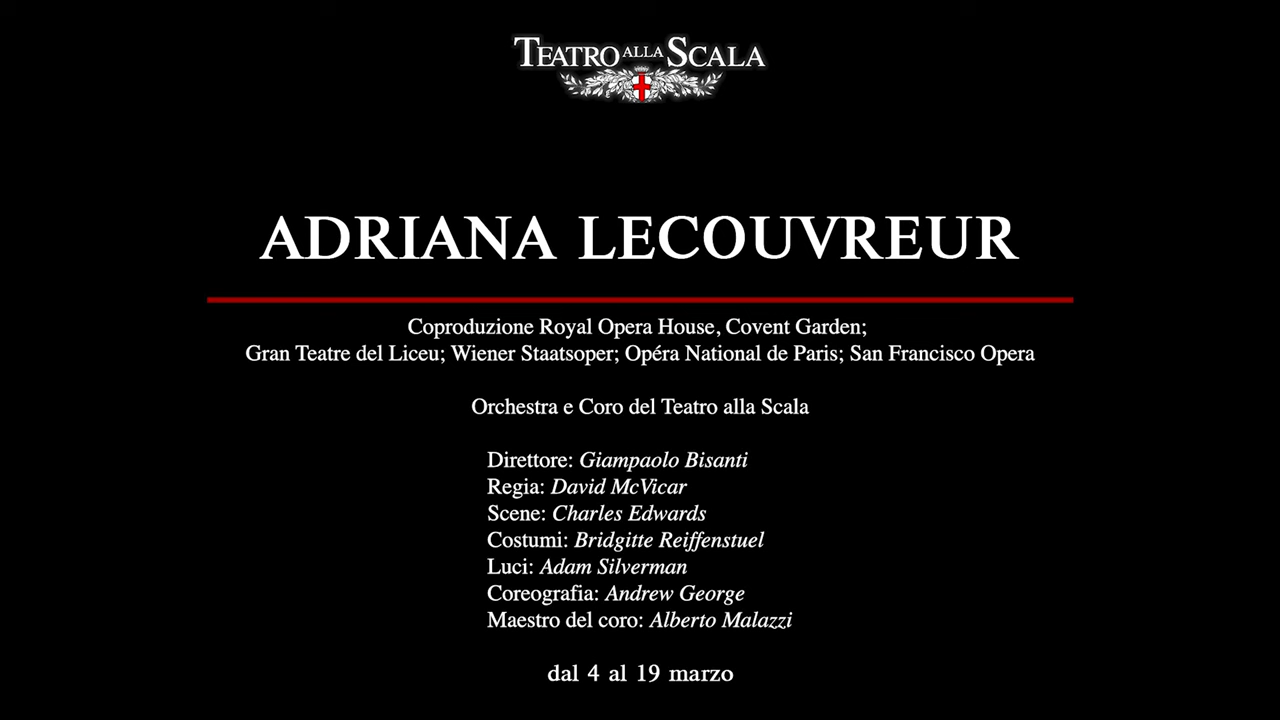 TEATRO ALLA SCALA
ADRIANA LECOUVREUR
Coproduzione Royal Opera House, Covent Garden;
Gran Teatre del Liceu; Wiener Staatsoper; Opéra National de Paris; San Francisco Opera
Orchestra e Coro del Teatro alla Scala
Direttore: Giampaolo Bisanti
Regia: David McVicar
Scene: Charles Edwards
Costumi: Bridgitte Reiffenstuel
Luci: Adam Silverman
Coreografia: Andrew George
Maestro del coro: Alberto Malazzi
dal 4 al 19 marzo